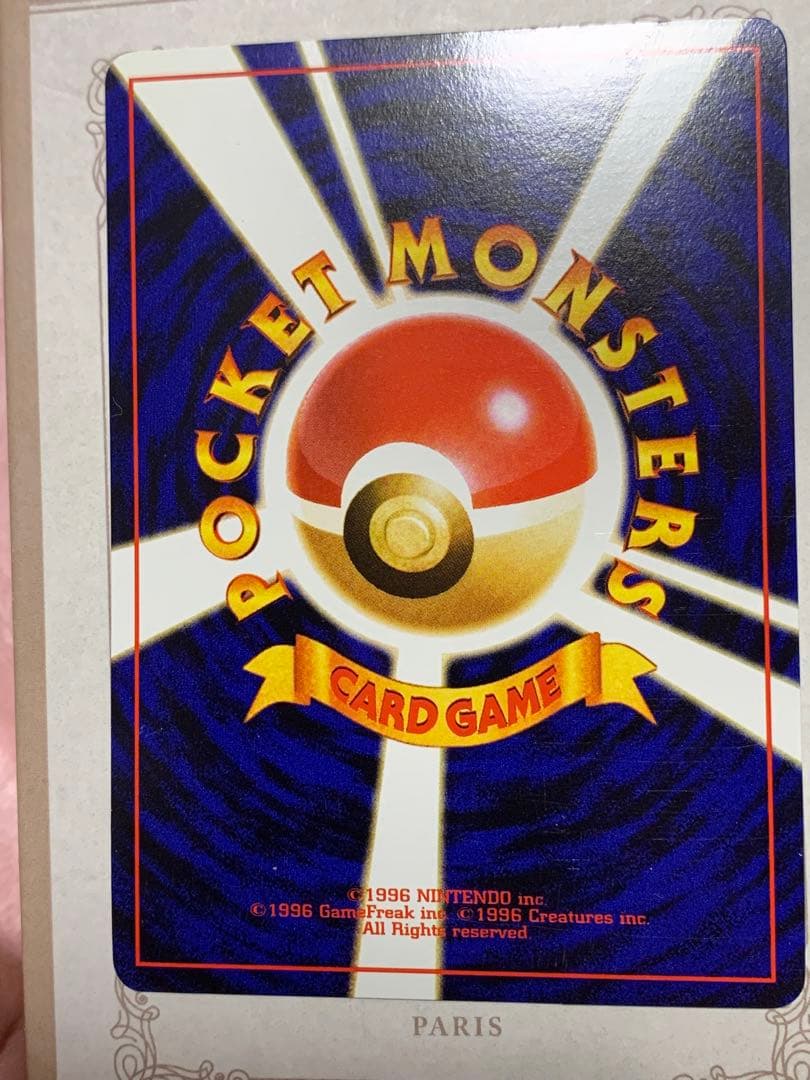 POCKET MONSTERS
CARD GAME
©1996 NINTENDO inc.
©1996 GameFreak inc. ©1996 Creatures inc.
All Rights reserved.
PARIS